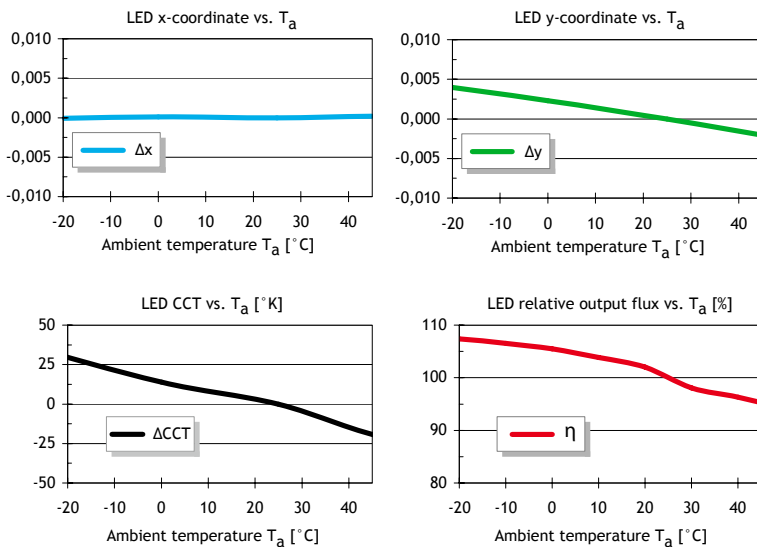 LED x-coordinate vs. Ta
0,010
0,005
0,000
-0,005
-0,010
Δx
-20 -10 0 10 20 30 40
Ambient temperature Ta [°C]
LED y-coordinate vs. Ta
0,010
0,005
0,000
-0,005
-0,010
Δy
-20 -10 0 10 20 30 40
Ambient temperature Ta [°C]
LED CCT vs. Ta [°K]
50
25
0
-25
-50
ΔCCT
-20 -10 0 10 20 30 40
Ambient temperature Ta [°C]
LED relative output flux vs. Ta [%]
110
100
90
80
η
-20 -10 0 10 20 30 40
Ambient temperature Ta [°C]